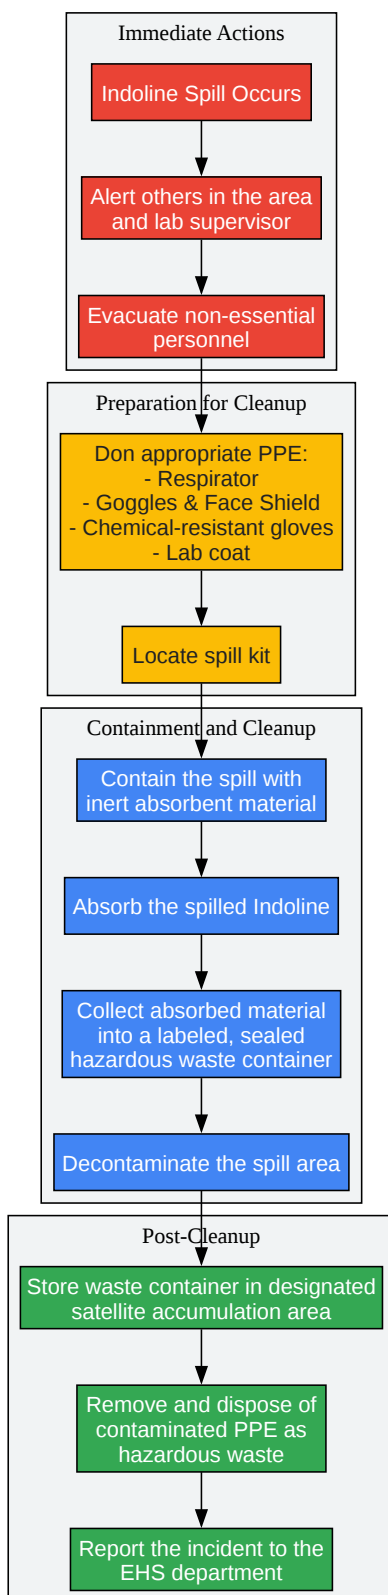 Immediate Actions
Indoline Spill Occurs
Alert others in the area
and lab supervisor
Evacuate non-essential
personnel
Preparation for Cleanup
Don appropriate PPE:
- Respirator
- Goggles & Face Shield
- Chemical-resistant gloves
- Lab coat
Locate spill kit
Containment and Cleanup
Contain the spill with
inert absorbent material
Absorb the spilled Indoline
Collect absorbed material
into a labeled, sealed
hazardous waste container
Decontaminate the spill area
Post-Cleanup
Store waste container in designated
satellite accumulation area
Remove and dispose of
contaminated PPE as
hazardous waste
Report the incident to the
EHS department